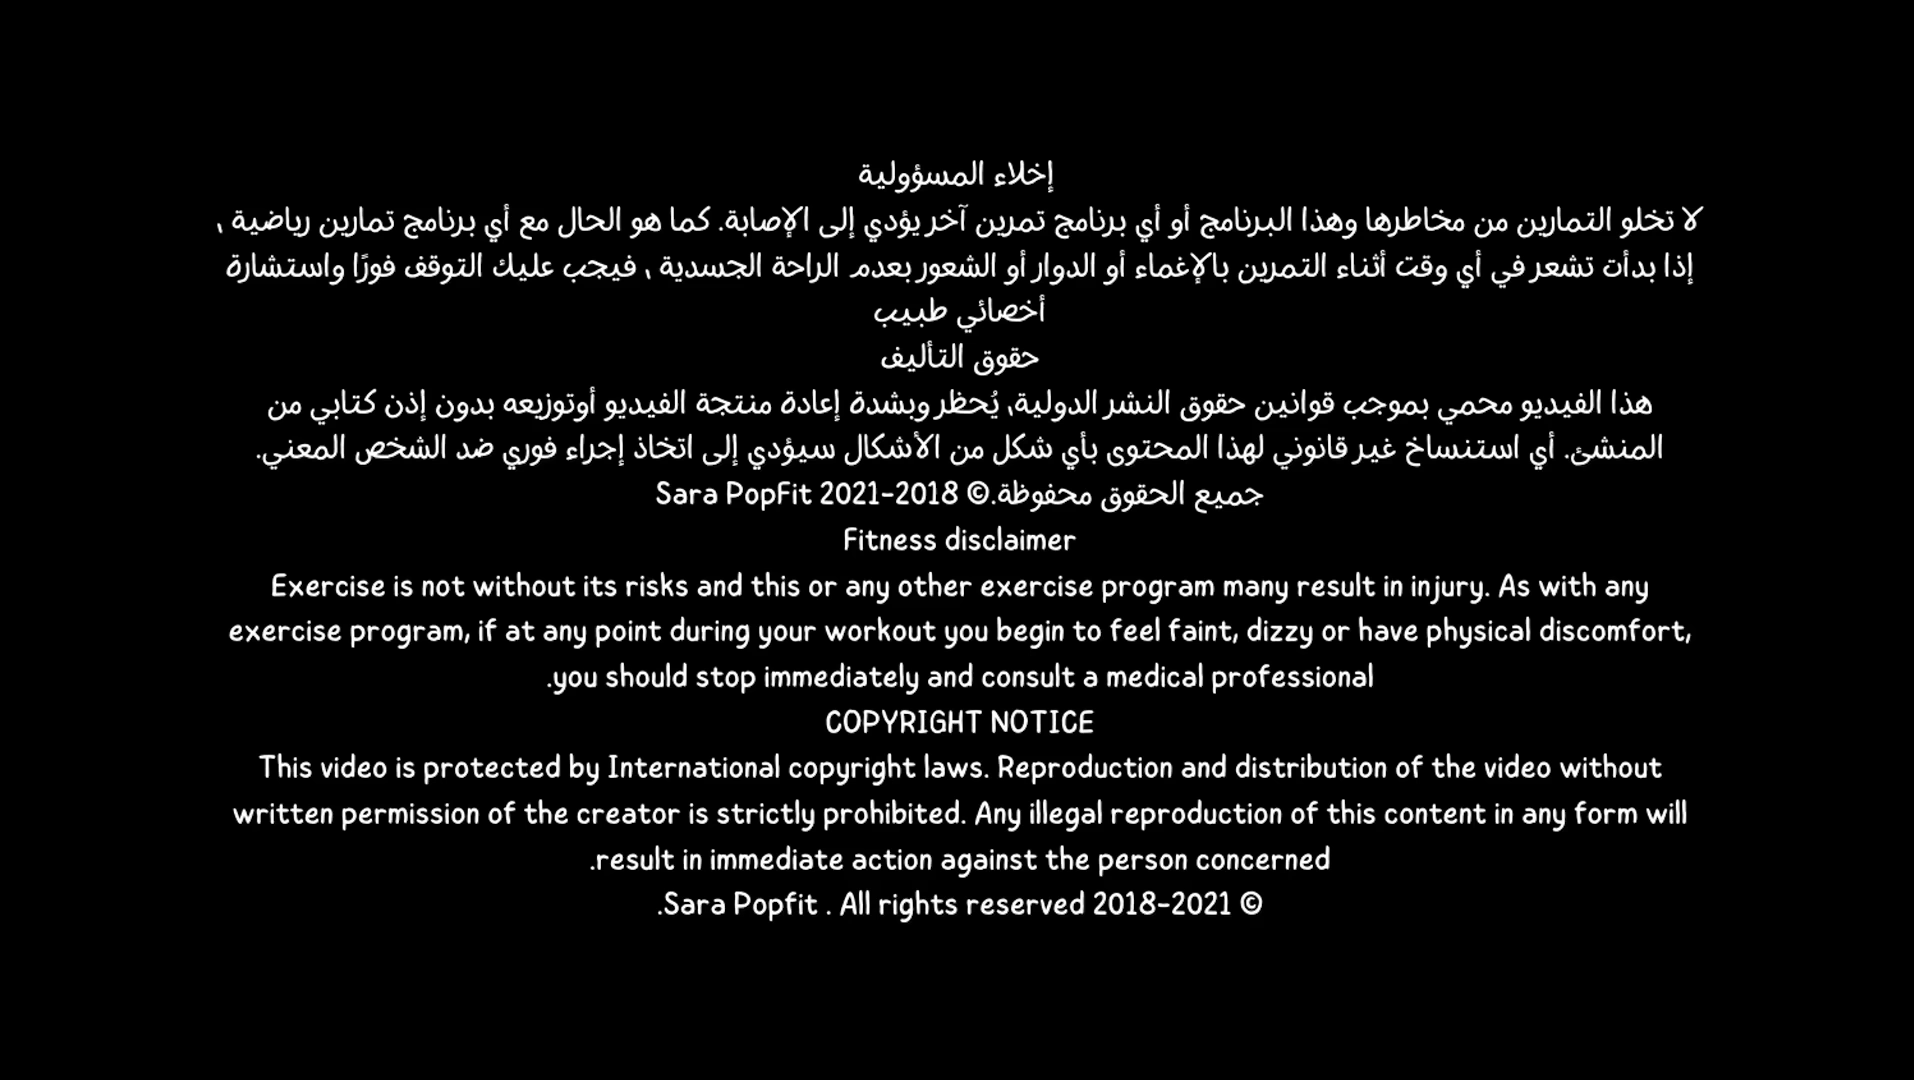 إخلاء المسؤولية
لا تخلو التمارين من مخاطرها وهذا البرنامج أو أي برنامج تمرين آخر يؤدي إلى الإصابة. كما هو الحال مع أي برنامج تمارين رياضية ,
إذا بدأت تشعر في أي وقت أثناء التمرين بالإغماء أو الدوار أو الشعور بعدم الراحة الجسدية , فيجب عليك التوقف فورًا واستشارة
أخصائي طبيب
حقوق التأليف
هذا الفيديو محمي بموجب قوانين حقوق النشر الدولية, يُحظر وبشدة إعادة منتجة الفيديو أوتوزيعه بدون إذن كتابي من
المنشئ. أي استنساخ غير قانوني لهذا المحتوى بأي شكل من الأشكال سيؤدي إلى اتخاذ إجراء فوري ضد الشخص المعني.
جميع الحقوق محفوظة.© 2018-2021 Sara PopFit
Fitness disclaimer
Exercise is not without its risks and this or any other exercise program many result in injury. As with any
exercise program, if at any point during your workout you begin to feel faint, dizzy or have physical discomfort,
.you should stop immediately and consult a medical professional
COPYRIGHT NOTICE
This video is protected by International copyright laws. Reproduction and distribution of the video without
written permission of the creator is strictly prohibited. Any illegal reproduction of this content in any form will
.result in immediate action against the person concerned
.Sara Popfit . All rights reserved 2018-2021 ©